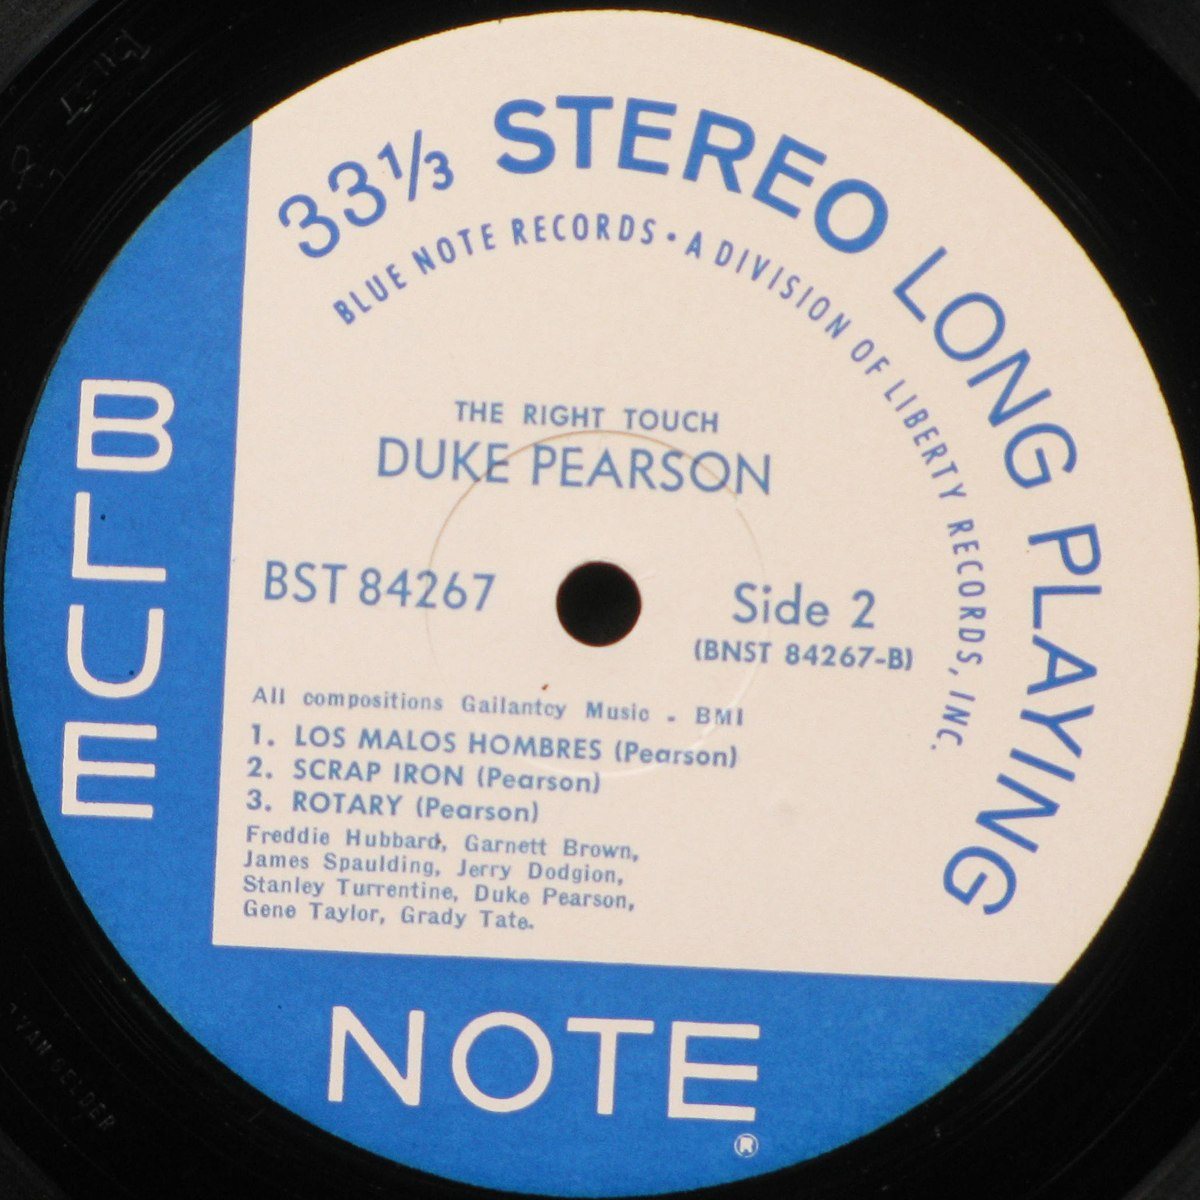 33⅓ STEREO LONG PLAYING
BLUE NOTE RECORDS • A DIVISION OF LIBERTY RECORDS, INC.
THE RIGHT TOUCH
DUKE PEARSON
BST 84267
Side 2
(BNST 84267-B)
All compositions Gailantcy Music - BMI
1. LOS MALOS HOMBRES (Pearson)
2. SCRAP IRON (Pearson)
3. ROTARY (Pearson)
Freddie Hubbard, Garnett Brown,
James Spaulding, Jerry Dodgion,
Stanley Turrentine, Duke Pearson,
Gene Taylor, Grady Tate.
BLUE
NOTE
®
VAN GELDER